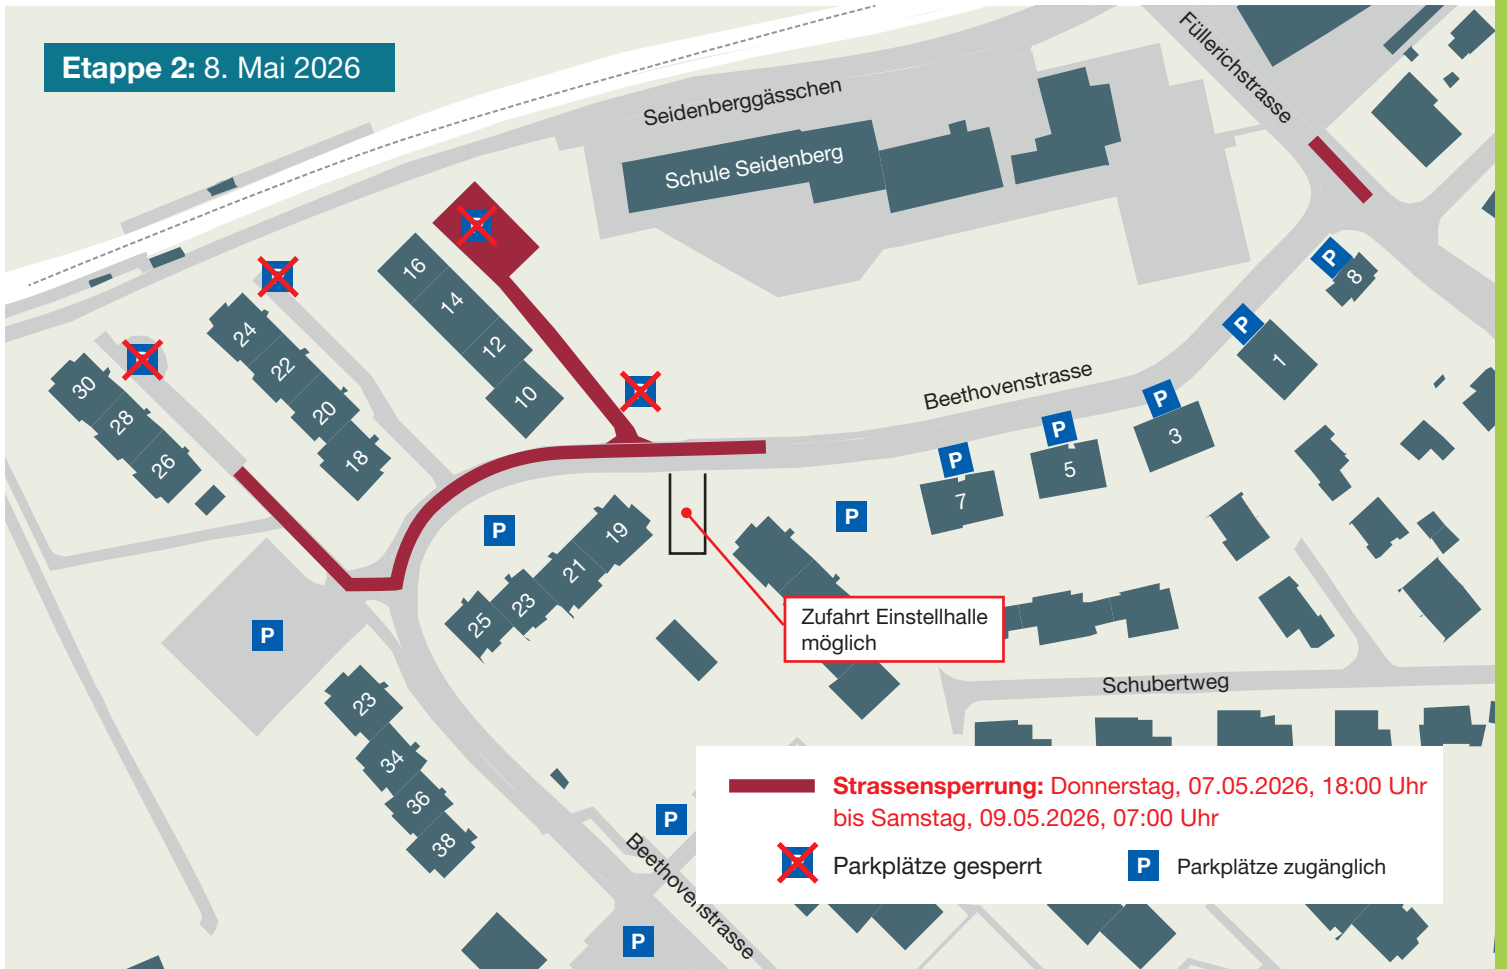 Etappe 2: 8. Mai 2026
Füllerichstrasse
Seidenberggässchen
Schule Seidenberg
P
8
16
14
12
10
P
1
24
22
20
18
30
28
26
Beethovenstrasse
P
3
P
5
P
7
P
P
19
21
23
25
Zufahrt Einstellhalle
möglich
P
Schubertweg
23
34
36
38
P
Beethovenstrasse
P
Strassensperrung: Donnerstag, 07.05.2026, 18:00 Uhr
bis Samstag, 09.05.2026, 07:00 Uhr
Parkplätze gesperrt
P Parkplätze zugänglich